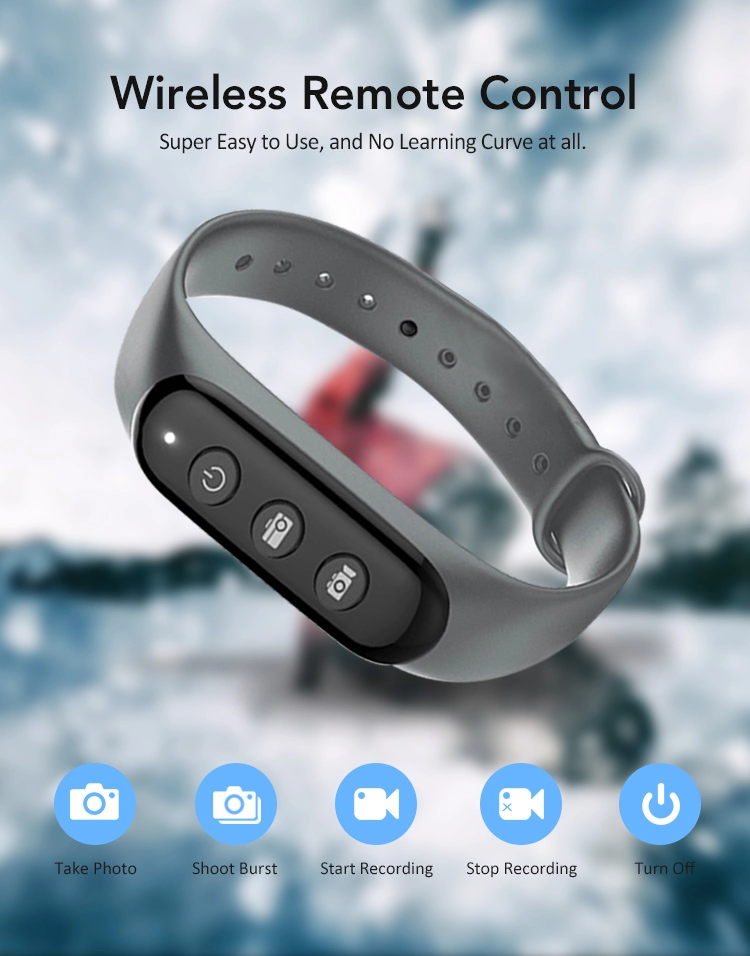 Wireless Remote Control
Super Easy to Use, and No Learning Curve at all.
Take Photo
Shoot Burst
Start Recording
Stop Recording
Turn Off